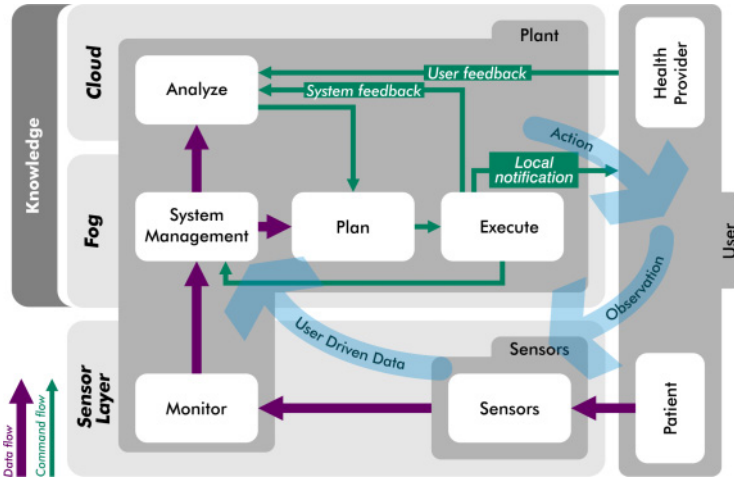 Knowledge
Cloud
Plant
Analyze
User feedback
System feedback
Health
Provider
Action
Local
notification
Fog
System
Management
Plan
Execute
User
Observation
User Driven Data
Sensors
Sensor
Layer
Monitor
Sensors
Patient
Data flow
Command flow